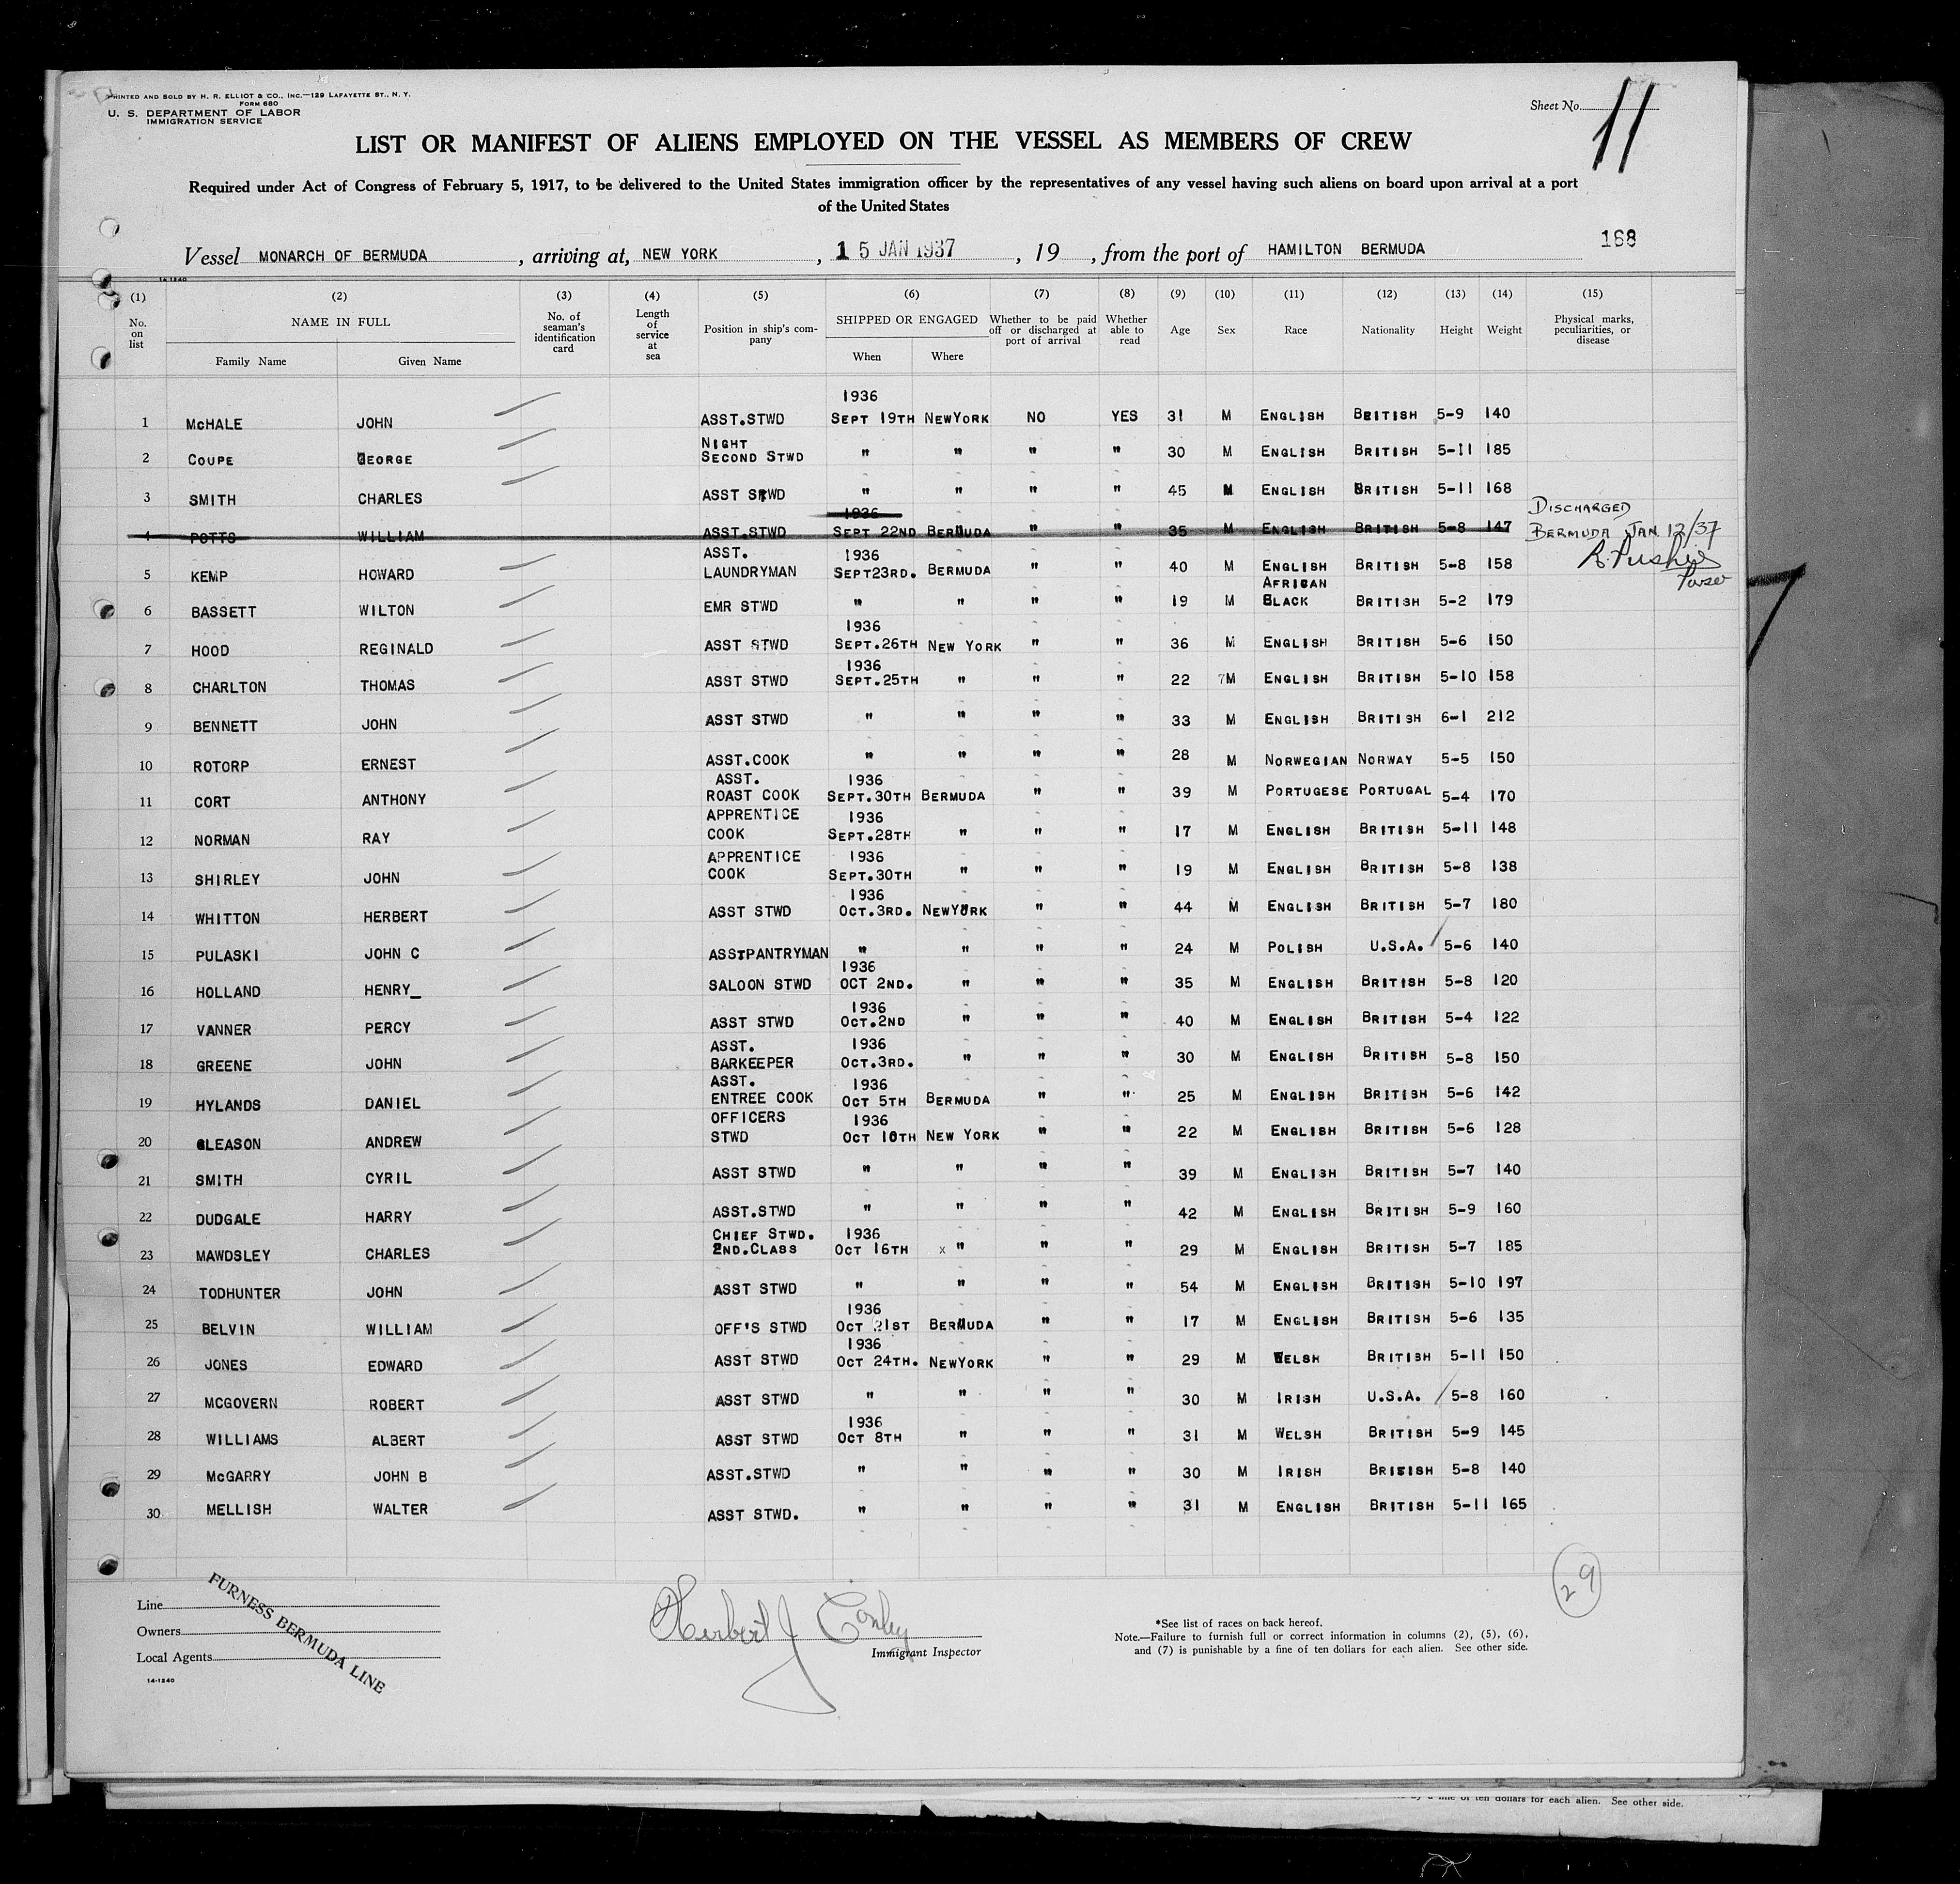 PRINTED AND SOLD BY H. R. ELLIOT & CO., INC.—129 LAFAYETTE ST., N. Y.
FORM 680
U. S. DEPARTMENT OF LABOR
IMMIGRATION SERVICE
Sheet No. 11
LIST OR MANIFEST OF ALIENS EMPLOYED ON THE VESSEL AS MEMBERS OF CREW
Required under Act of Congress of February 5, 1917, to be delivered to the United States immigration officer by the representatives of any vessel having such aliens on board upon arrival at a port
of the United States
168
Vessel MONARCH OF BERMUDA, arriving at, NEW YORK, 15 JAN 1937, 19 , from the port of HAMILTON BERMUDA
14-1240
(1) (2) (3) (4) (5) (6) (7) (8) (9) (10) (11) (12) (13) (14) (15)
No. on list NAME IN FULL Family Name Given Name No. of seaman's identification card Length of service at sea Position in ship's company SHIPPED OR ENGAGED When Where Whether to be paid off or discharged at port of arrival Whether able to read Age Sex Race Nationality Height Weight Physical marks, peculiarities, or disease
1936
1 McHALE JOHN ASST.STWD SEPT 19TH NEWYORK NO YES 31 M ENGLISH BRITISH 5-9 140
NIGHT
2 COUPE GEORGE SECOND STWD " " " " 30 M ENGLISH BRITISH 5-11 185
3 SMITH CHARLES ASST STWD " " " " 45 M ENGLISH BRITISH 5-11 168
1936 DISCHARGED
4 POTTS WILLIAM ASST.STWD SEPT 22ND BERMUDA " " 35 M ENGLISH BRITISH 5-8 147 BERMUDA JAN 12/37
ASST. 1936
5 KEMP HOWARD LAUNDRYMAN SEPT23RD. BERMUDA " " 40 M ENGLISH BRITISH 5-8 158
Purser
AFRICAN
6 BASSETT WILTON EMR STWD " " " " 19 M BLACK BRITISH 5-2 179
1936
7 HOOD REGINALD ASST STWD SEPT.26TH NEW YORK " " 36 M ENGLISH BRITISH 5-6 150
1936
8 CHARLTON THOMAS ASST STWD SEPT.25TH " " " 22 M ENGLISH BRITISH 5-10 158
9 BENNETT JOHN ASST STWD " " " " 33 M ENGLISH BRITISH 6-1 212
10 ROTORP ERNEST ASST.COOK " " " " 28 M NORWEGIAN NORWAY 5-5 150
ASST. 1936
11 CORT ANTHONY ROAST COOK SEPT.30TH BERMUDA " " 39 M PORTUGESE PORTUGAL 5-4 170
APPRENTICE 1936
12 NORMAN RAY COOK SEPT.28TH " " " 17 M ENGLISH BRITISH 5-11 148
APPRENTICE 1936
13 SHIRLEY JOHN COOK SEPT.30TH " " " 19 M ENGLISH BRITISH 5-8 138
1936
14 WHITTON HERBERT ASST STWD OCT.3RD. NEWYORK " " 44 M ENGLISH BRITISH 5-7 180
15 PULASKI JOHN C ASSTPANTRYMAN " " " " 24 M POLISH U.S.A. 5-6 140
1936
16 HOLLAND HENRY_ SALOON STWD OCT 2ND. " " " 35 M ENGLISH BRITISH 5-8 120
1936
17 VANNER PERCY ASST STWD OCT.2ND " " " 40 M ENGLISH BRITISH 5-4 122
ASST. 1936
18 GREENE JOHN BARKEEPER OCT.3RD. " " " 30 M ENGLISH BRITISH 5-8 150
ASST. 1936
19 HYLANDS DANIEL ENTREE COOK OCT 5TH BERMUDA " " 25 M ENGLISH BRITISH 5-6 142
OFFICERS 1936
20 GLEASON ANDREW STWD OCT 10TH NEW YORK " " 22 M ENGLISH BRITISH 5-6 128
21 SMITH CYRIL ASST STWD " " " " 39 M ENGLISH BRITISH 5-7 140
22 DUDGALE HARRY ASST.STWD " " " " 42 M ENGLISH BRITISH 5-9 160
CHIEF STWD. 1936
23 MAWDSLEY CHARLES 2ND.CLASS OCT 16TH x " " " 29 M ENGLISH BRITISH 5-7 185
24 TODHUNTER JOHN ASST STWD " " " " 54 M ENGLISH BRITISH 5-10 197
1936
25 BELVIN WILLIAM OFF'S STWD OCT 21ST BERMUDA " " 17 M ENGLISH BRITISH 5-6 135
1936
26 JONES EDWARD ASST STWD OCT 24TH. NEWYORK " " 29 M WELSH BRITISH 5-11 150
27 MCGOVERN ROBERT ASST STWD " " " " 30 M IRISH U.S.A. 5-8 160
1936
28 WILLIAMS ALBERT ASST STWD OCT 8TH " " " 31 M WELSH BRITISH 5-9 145
29 McGARRY JOHN B ASST.STWD " " " " 30 M IRISH BRISISH 5-8 140
30 MELLISH WALTER ASST STWD. " " " " 31 M ENGLISH BRITISH 5-11 165
29
Line
Owners
Local Agents
FURNESS BERMUDA LINE
14-1240
Herbert J Conley
Immigrant Inspector
*See list of races on back hereof.
Note.—Failure to furnish full or correct information in columns (2), (5), (6),
and (7) is punishable by a fine of ten dollars for each alien. See other side.
of ten dollars for each alien. See other side.